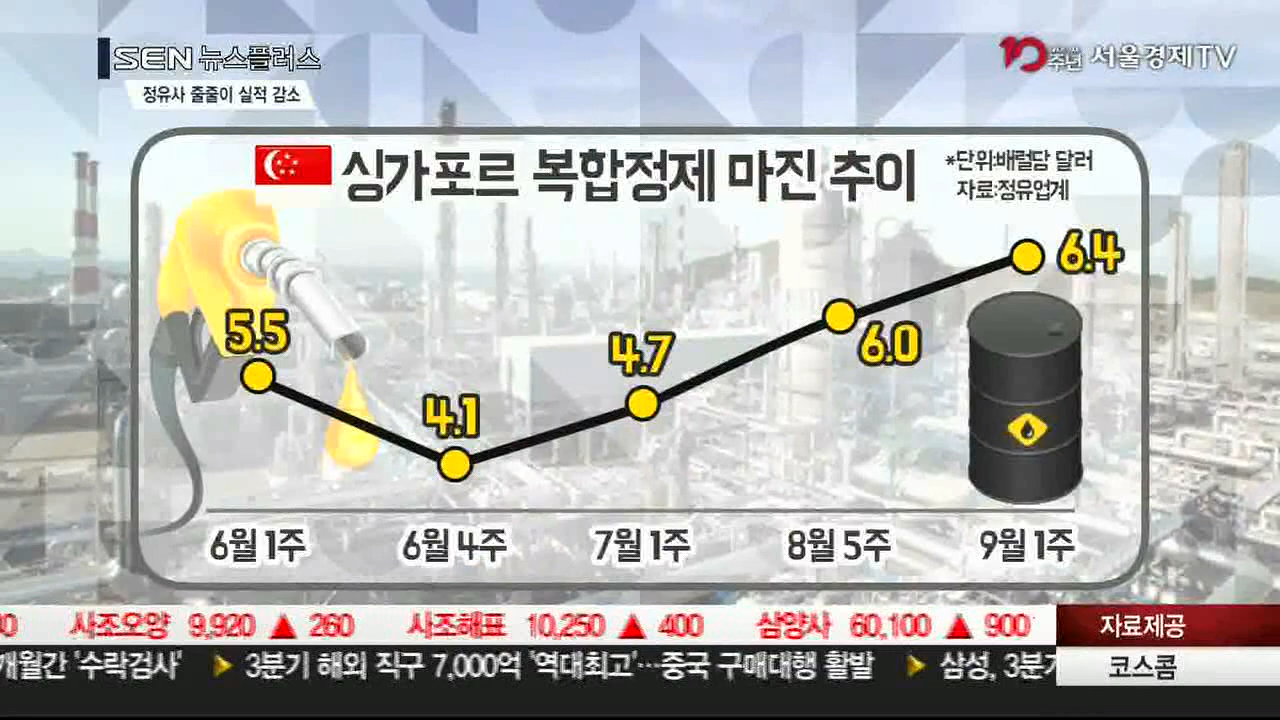 SEN 뉴스플러스
10주년 서울경제TV
정유사 줄줄이 실적 감소
싱가포르 복합정제 마진 추이
*단위:배럴당 달러
자료:정유업계
5.5
4.1
4.7
6.0
6.4
6월 1주 6월 4주 7월 1주 8월 5주 9월 1주
사조오양 9,920 ▲ 260 사조해표 10,250 ▲ 400 삼양사 60,100 ▲ 900
자료제공
개월간 '수락검사' ▶ 3분기 해외 직구 7,000억 '역대최고'…중국 구매대행 활발 ▶ 삼성, 3분기
코스콤